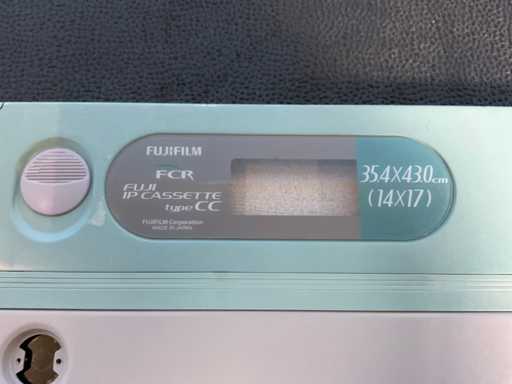 FUJIFILM
FCR
FUJI
IP CASSETTE
type CC
FUJIFILM Corporation
MADE IN JAPAN
35.4X43.0cm
(14X17)